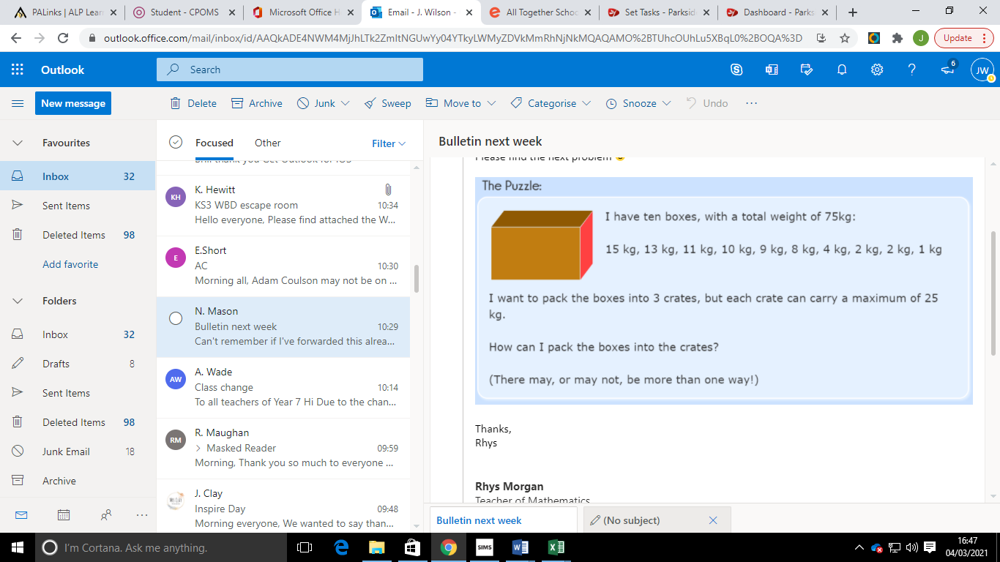 PALinks | ALP Lear
Student - CPOMS
Microsoft Office H
Email - J. Wilson -
All Together Schoo
Set Tasks - Parksid
Dashboard - Parks
outlook.office.com/mail/inbox/id/AAQkADE4NWM4MjJhLTk2ZmItNGUwYy04YTkyLWMyZDVkMmRhNjNkMQAQAMO%2BTUhcOUhLu5XBqL0%2BOQA%3D
J
Update
Outlook
Search
6
JW
New message
Delete
Archive
Junk
Sweep
Move to
Categorise
Snooze
Undo
Favourites
Inbox 32
Sent Items
Deleted Items 98
Add favorite
Folders
Inbox 32
Drafts 8
Sent Items
Deleted Items 98
Junk Email 18
Archive
Focused
Other
Filter
KH
K. Hewitt
KS3 WBD escape room 10:34
Hello everyone, Please find attached the W...
E
E.Short
AC 10:30
Morning all, Adam Coulson may not be on ...
N. Mason
Bulletin next week 10:29
Can't remember if I've forwarded this alrea...
AW
A. Wade
Class change 10:14
To all teachers of Year 7 Hi Due to the chan...
RM
R. Maughan
Masked Reader 09:59
Morning, Thank you so much to everyone ...
J. Clay
Inspire Day 09:48
Morning everyone, We wanted to say than...
Bulletin next week
Please find the next problem
The Puzzle:
I have ten boxes, with a total weight of 75kg:
15 kg, 13 kg, 11 kg, 10 kg, 9 kg, 8 kg, 4 kg, 2 kg, 2 kg, 1 kg
I want to pack the boxes into 3 crates, but each crate can carry a maximum of 25
kg.
How can I pack the boxes into the crates?
(There may, or may not, be more than one way!)
Thanks,
Rhys
Rhys Morgan
Teacher of Mathematics
Bulletin next week
(No subject)
I'm Cortana. Ask me anything.
SIMS
16:47
04/03/2021